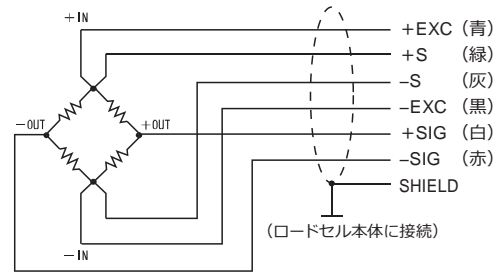 +IN
+EXC（青）
+S （緑）
–S （灰）
–EXC（黒）
–OUT
+OUT
+SIG（白）
–SIG （赤）
SHIELD
（ロードセル本体に接続）
–IN